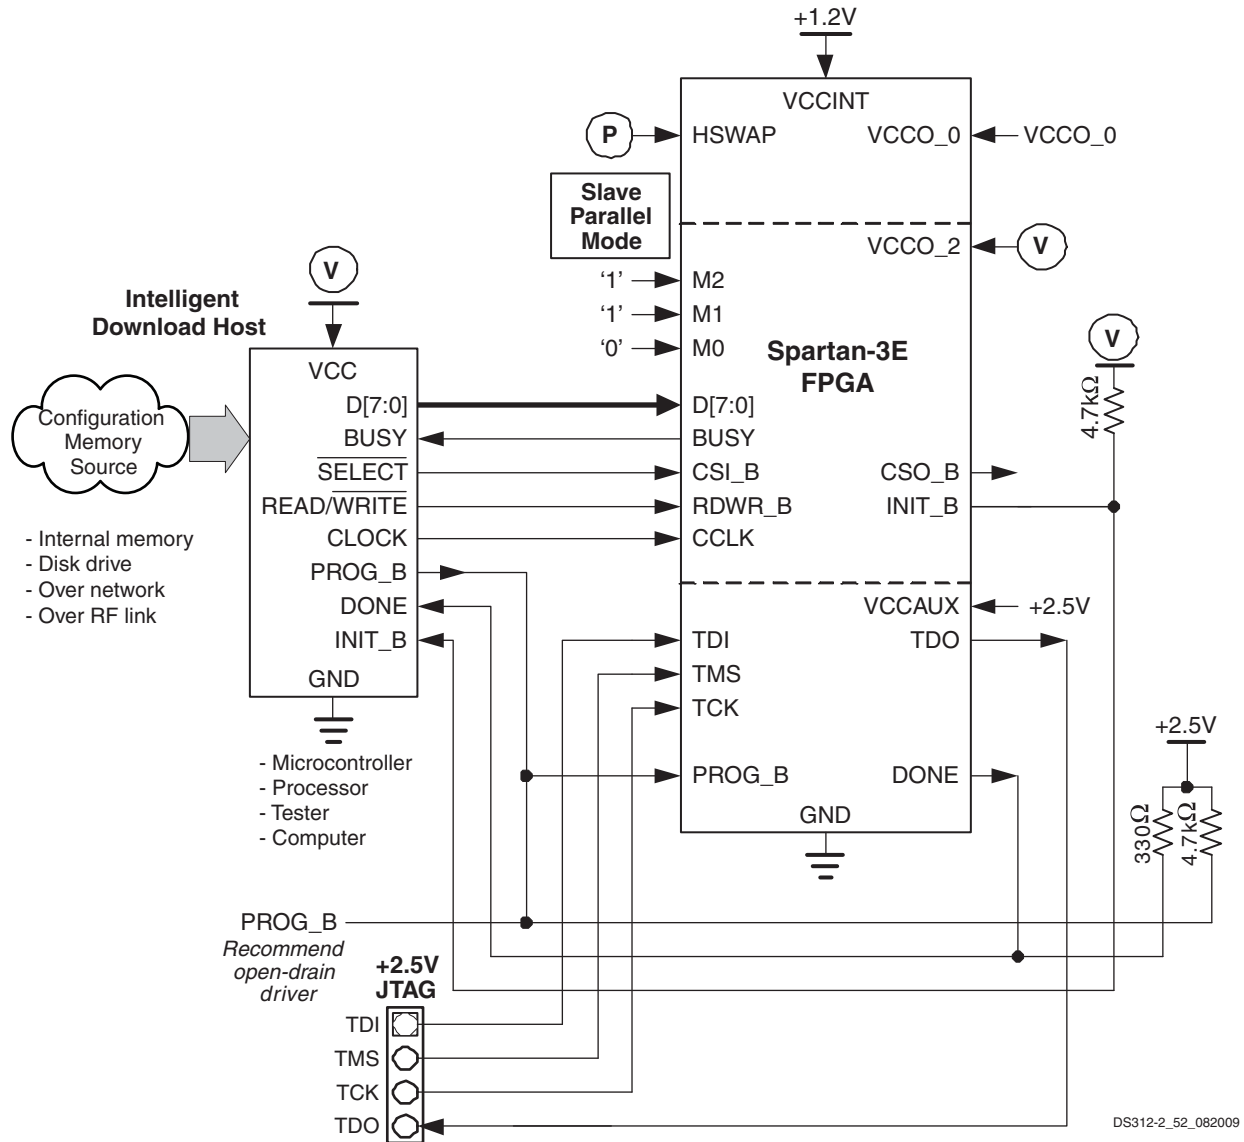 +1.2V
VCCINT
P
HSWAP
VCCO_0
VCCO_0
Slave
Parallel
Mode
VCCO_2
V
‘1’
M2
‘1’
M1
‘0’
M0
Spartan-3E
FPGA
V
Intelligent
Download Host
VCC
V
4.7kΩ
Configuration
Memory
Source
D[7:0]
D[7:0]
BUSY
BUSY
SELECT
CSI_B
CSO_B
READ/WRITE
RDWR_B
INIT_B
CLOCK
CCLK
- Internal memory
- Disk drive
- Over network
- Over RF link
PROG_B
DONE
INIT_B
GND
VCCAUX
+2.5V
TDI
TDO
TMS
TCK
PROG_B
DONE
GND
+2.5V
330Ω
4.7kΩ
- Microcontroller
- Processor
- Tester
- Computer
PROG_B
Recommend
open-drain
driver
+2.5V
JTAG
TDI
TMS
TCK
TDO
DS312-2_52_082009